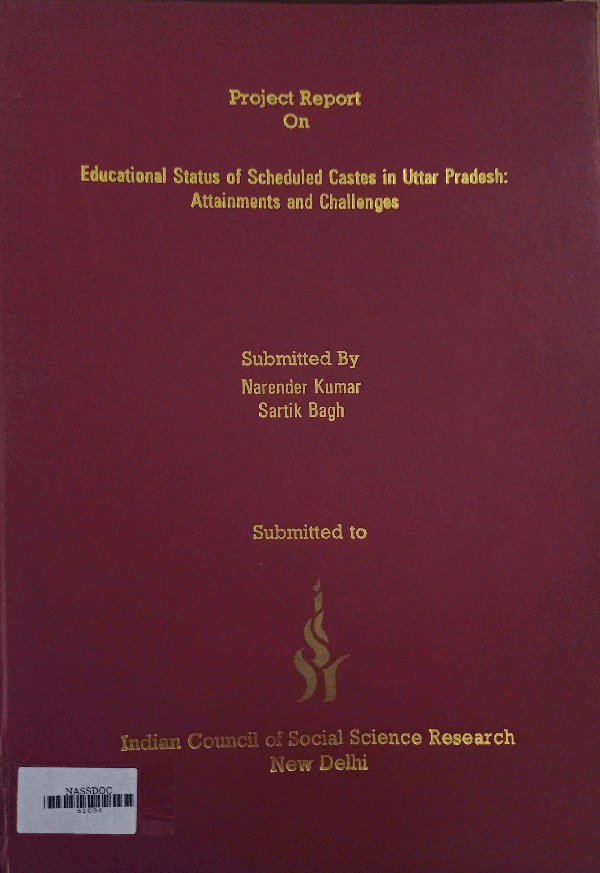 Project Report
On
Educational Status of Scheduled Castes in Uttar Pradesh:
Attainments and Challenges
Submitted By
Narender Kumar
Sartik Bagh
Submitted to
Indian Council of Social Science Research
New Delhi
NASSDOC
51094